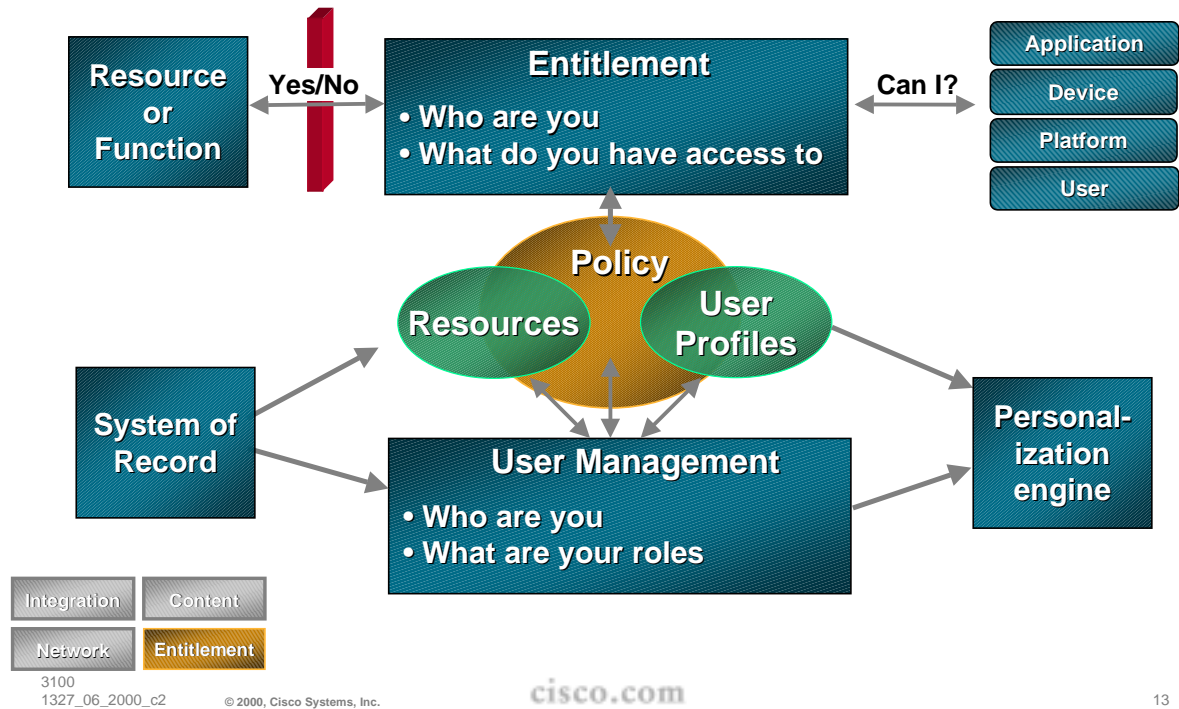 Resource
or
Function
Yes/No
Entitlement
• Who are you
• What do you have access to
Can I?
Application
Device
Platform
User
Policy
Resources
User
Profiles
System of
Record
User Management
• Who are you
• What are your roles
Personal-
ization
engine
Integration
Content
Network
Entitlement
3100
1327_06_2000_c2
© 2000, Cisco Systems, Inc.
cisco.com
13